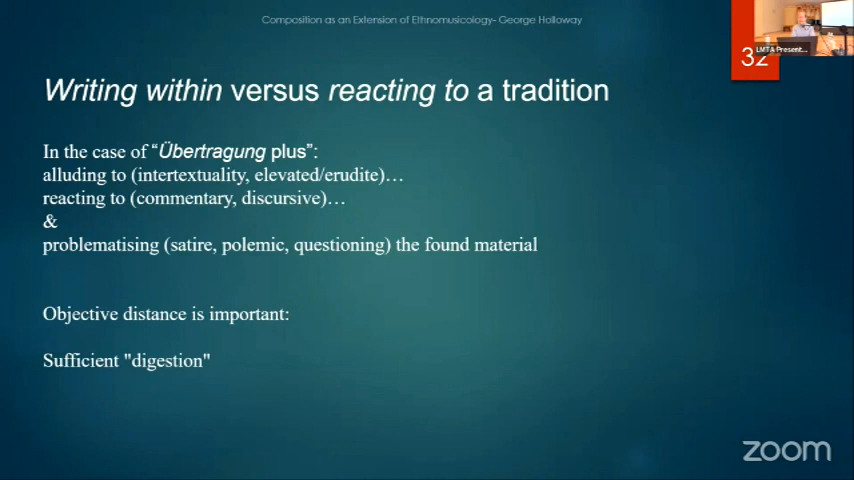 Composition as an Extension of Ethnomusicology- George Holloway
32
LMTA Present...
Writing within versus reacting to a tradition
In the case of “Übertragung plus”:
alluding to (intertextuality, elevated/erudite)…
reacting to (commentary, discursive)…
&
problematising (satire, polemic, questioning) the found material
Objective distance is important:
Sufficient "digestion"
zoom